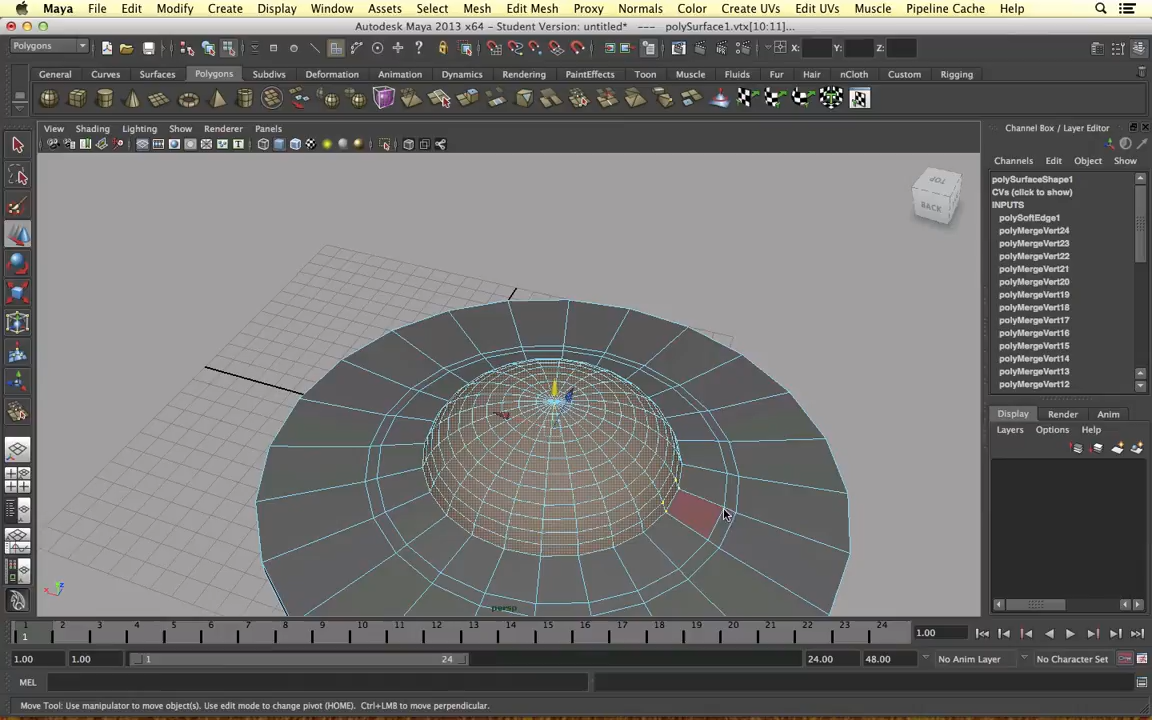 Maya File Edit Modify Create Display Window Assets Select Mesh Edit Mesh Proxy Normals Color Create UVs Edit UVs Muscle Pipeline Cache Help
Autodesk Maya 2013 x64 - Student Version: untitled* --- polySurface1.vtx[10:11]...
Polygons X: Y: Z:
General Curves Surfaces Polygons Subdivs Deformation Animation Dynamics Rendering PaintEffects Toon Muscle Fluids Fur Hair nCloth Custom Rigging
View Shading Lighting Show Renderer Panels
Channel Box / Layer Editor
Channels Edit Object Show
polySurfaceShape1
CVs (click to show)
INPUTS
polySoftEdge1
polyMergeVert24
polyMergeVert23
polyMergeVert22
polyMergeVert21
polyMergeVert20
polyMergeVert19
polyMergeVert18
polyMergeVert17
polyMergeVert16
polyMergeVert15
polyMergeVert14
polyMergeVert13
polyMergeVert12
TOP
BACK
Display Render Anim
Layers Options Help
persp
1 2 3 4 5 6 7 8 9 10 11 12 13 14 15 16 17 18 19 20 21 22 23 24
1 1.00
1.00 1.00 1 24 24.00 48.00 No Anim Layer No Character Set
MEL
Move Tool: Use manipulator to move object(s). Use edit mode to change pivot (HOME). Ctrl+LMB to move perpendicular.